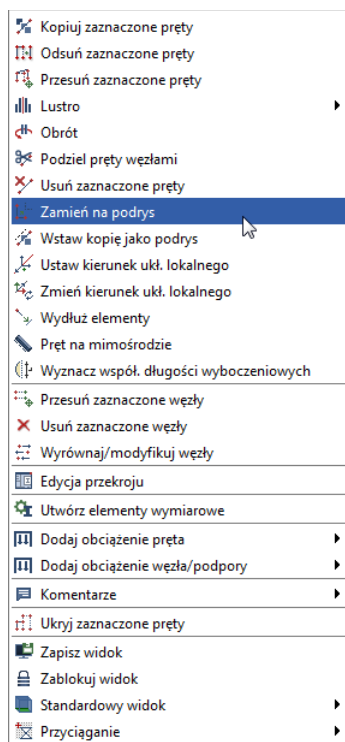 Kopiuj zaznaczone pręty
Odsuń zaznaczone pręty
Przesuń zaznaczone pręty
Lustro
Obrót
Podziel pręty węzłami
Usuń zaznaczone pręty
Zamień na podrys
Wstaw kopię jako podrys
Ustaw kierunek ukł. lokalnego
Zmień kierunek ukł. lokalnego
Wydłuż elementy
Pręt na mimośrodzie
Wyznacz współ. długości wyboczeniowych
Przesuń zaznaczone węzły
Usuń zaznaczone węzły
Wyrównaj/modyfikuj węzły
Edycja przekroju
Utwórz elementy wymiarowe
Dodaj obciążenie pręta
Dodaj obciążenie węzła/podpory
Komentarze
Ukryj zaznaczone pręty
Zapisz widok
Zablokuj widok
Standardowy widok
Przyciąganie